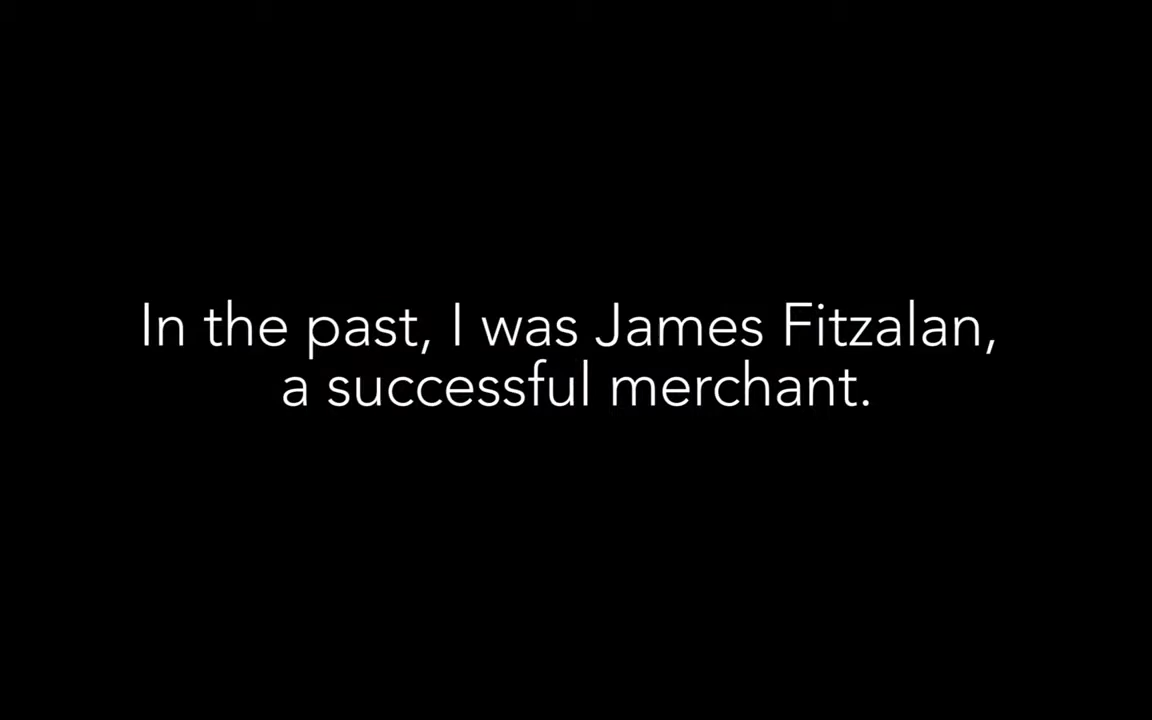 In the past, I was James Fitzalan,
a successful merchant.